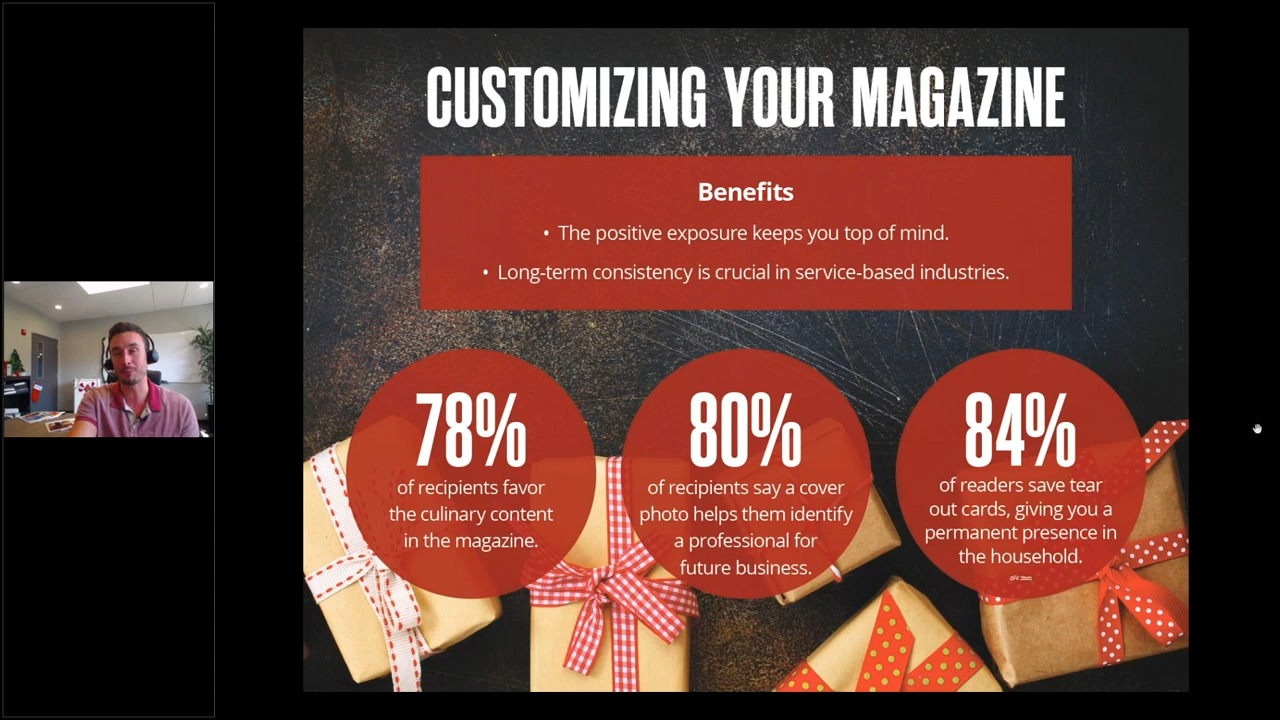 CUSTOMIZING YOUR MAGAZINE
Benefits
• The positive exposure keeps you top of mind.
• Long-term consistency is crucial in service-based industries.
78%
of recipients favor
the culinary content
in the magazine.
80%
of recipients say a cover
photo helps them identify
a professional for
future business.
84%
of readers save tear
out cards, giving you a
permanent presence in
the household.
GFK Stats